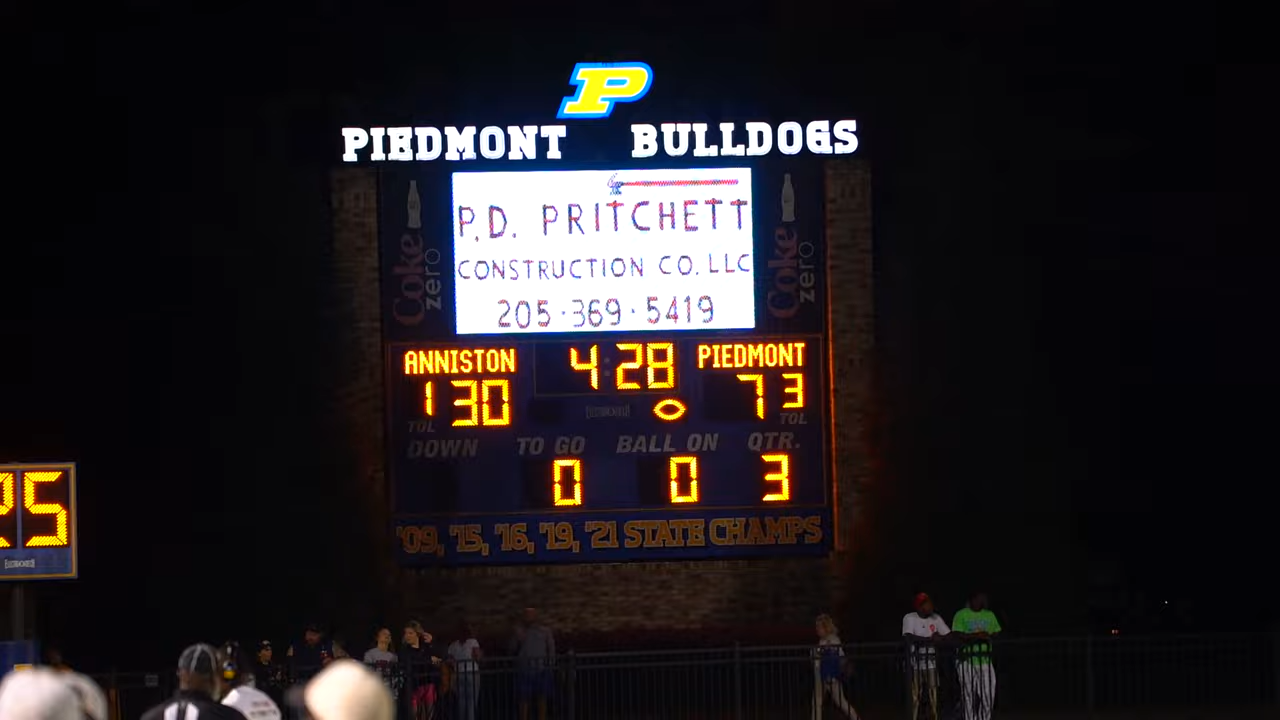 P
PIEDMONT BULLDOGS
P.D. PRITCHETT
CONSTRUCTION CO. LLC
205·369·5419
Coke zero
Coke zero
ANNISTON 4:28 PIEDMONT
1 30 7 3
TOL TOL
DOWN TO GO BALL ON QTR.
0 0 3
25
'09, '15, '16, '19, '21 STATE CHAMPS